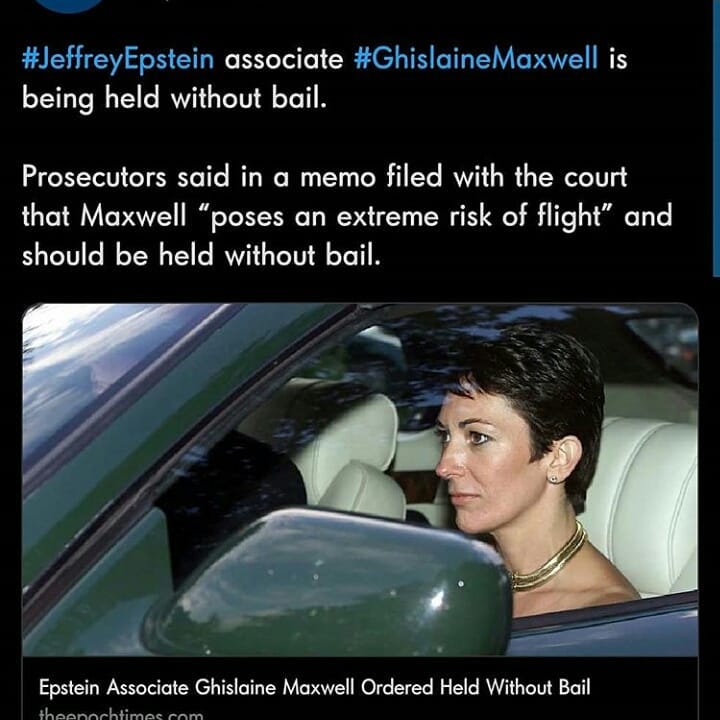 #JeffreyEpstein associate #GhislaineMaxwell is
being held without bail.
Prosecutors said in a memo filed with the court
that Maxwell “poses an extreme risk of flight” and
should be held without bail.
Epstein Associate Ghislaine Maxwell Ordered Held Without Bail
theepochtimes.com